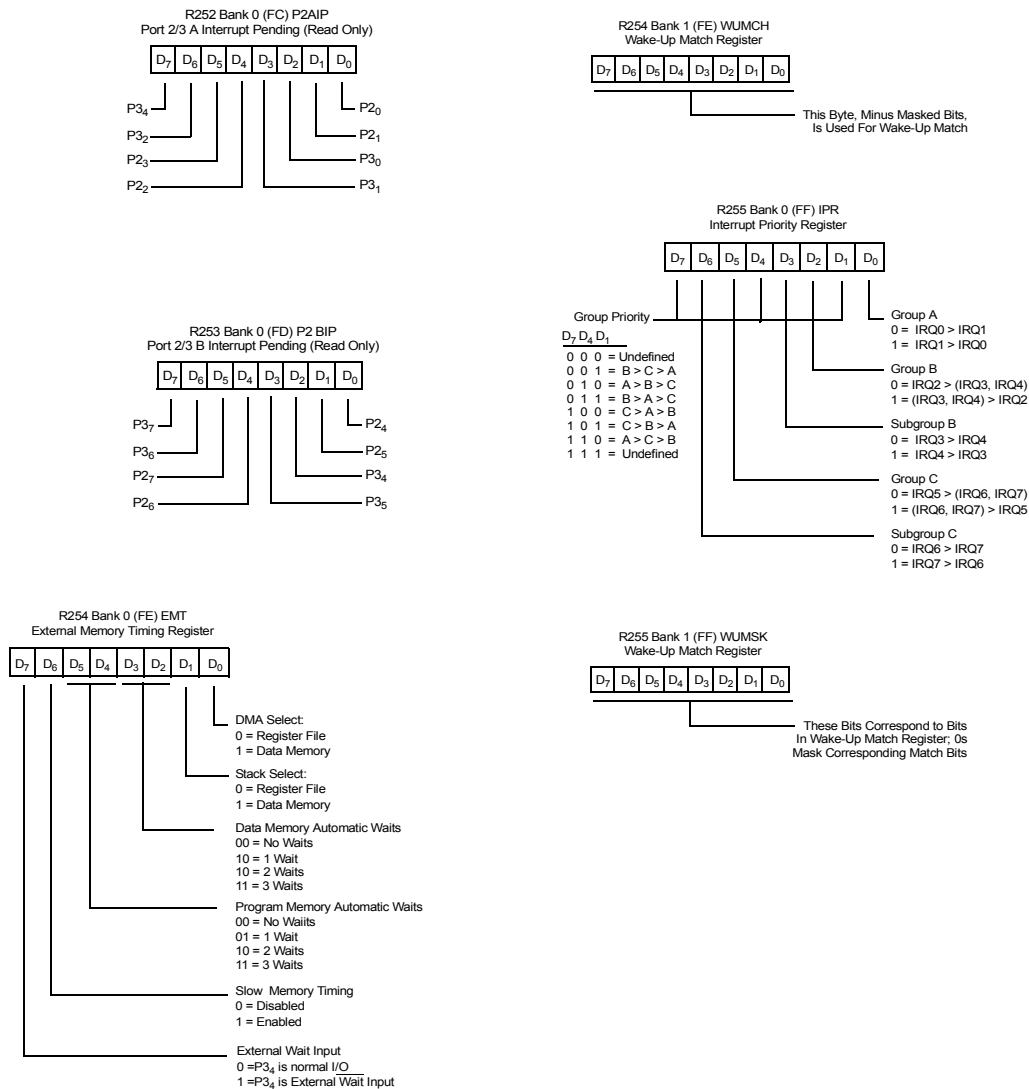 R252 Bank 0 (FC) P2AIP
Port 2/3 A Interrupt Pending (Read Only)
D7 D6 D5 D4 D3 D2 D1 D0
P34
P20
P32
P21
P23
P30
P22
P31
R253 Bank 0 (FD) P2 BIP
Port 2/3 B Interrupt Pending (Read Only)
D7 D6 D5 D4 D3 D2 D1 D0
P37
P24
P36
P25
P27
P34
P26
P35
R254 Bank 0 (FE) EMT
External Memory Timing Register
D7 D6 D5 D4 D3 D2 D1 D0
DMA Select:
0 = Register File
1 = Data Memory
Stack Select:
0 = Register File
1 = Data Memory
Data Memory Automatic Waits
00 = No Waits
10 = 1 Wait
10 = 2 Waits
11 = 3 Waits
Program Memory Automatic Waits
00 = No Waiits
01 = 1 Wait
10 = 2 Waits
11 = 3 Waits
Slow Memory Timing
0 = Disabled
1 = Enabled
External Wait Input
0 =P34 is normal I/O
1 =P34 is External Wait Input
R254 Bank 1 (FE) WUMCH
Wake-Up Match Register
D7 D6 D5 D4 D3 D2 D1 D0
This Byte, Minus Masked Bits,
Is Used For Wake-Up Match
R255 Bank 0 (FF) IPR
Interrupt Priority Register
D7 D6 D5 D4 D3 D2 D1 D0
Group Priority
D7 D4 D1
0 0 0 = Undefined
0 0 1 = B > C > A
0 1 0 = A > B > C
0 1 1 = B > A > C
1 0 0 = C > A > B
1 0 1 = C > B > A
1 1 0 = A > C > B
1 1 1 = Undefined
Group A
0 = IRQ0 > IRQ1
1 = IRQ1 > IRQ0
Group B
0 = IRQ2 > (IRQ3, IRQ4)
1 = (IRQ3, IRQ4) > IRQ2
Subgroup B
0 = IRQ3 > IRQ4
1 = IRQ4 > IRQ3
Group C
0 = IRQ5 > (IRQ6, IRQ7)
1 = (IRQ6, IRQ7) > IRQ5
Subgroup C
0 = IRQ6 > IRQ7
1 = IRQ7 > IRQ6
R255 Bank 1 (FF) WUMSK
Wake-Up Match Register
D7 D6 D5 D4 D3 D2 D1 D0
These Bits Correspond to Bits
In Wake-Up Match Register; 0s
Mask Corresponding Match Bits